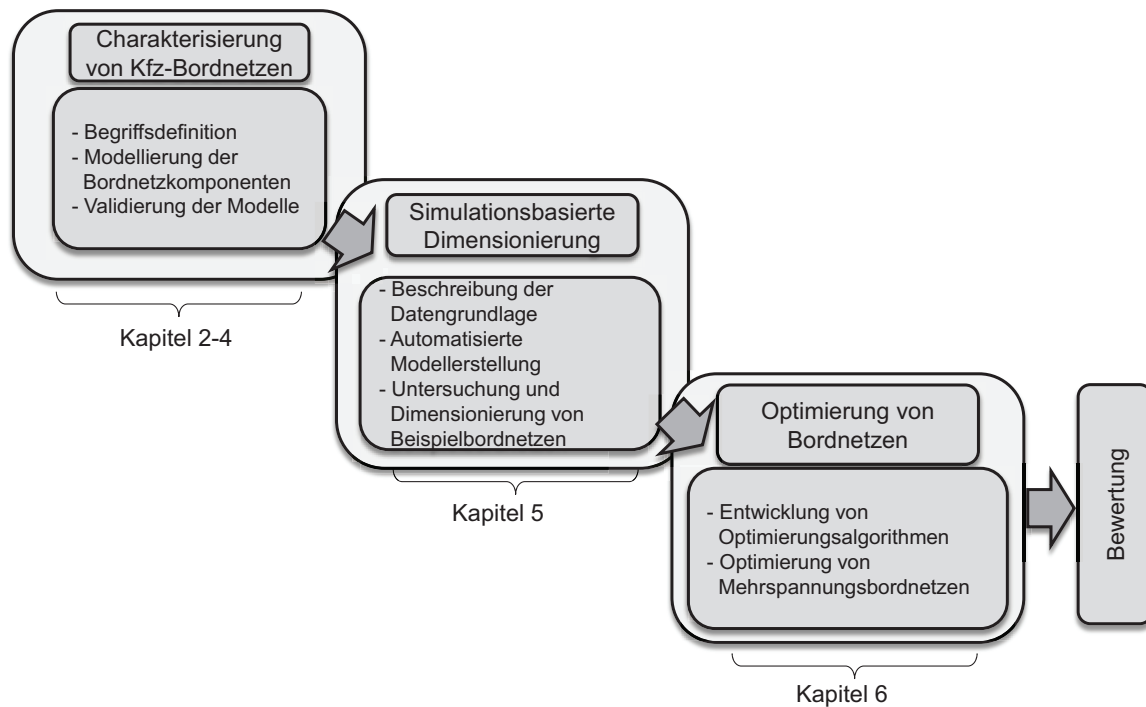 Charakterisierung
von Kfz-Bordnetzen
- Begriffsdefinition
- Modellierung der
Bordnetzkomponenten
- Validierung der Modelle
Kapitel 2-4
Simulationsbasierte
Dimensionierung
- Beschreibung der
Datengrundlage
- Automatisierte
Modellerstellung
- Untersuchung und
Dimensionierung von
Beispielbordnetzen
Kapitel 5
Optimierung von
Bordnetzen
- Entwicklung von
Optimierungsalgorithmen
- Optimierung von
Mehrspannungsbordnetzen
Kapitel 6
Bewertung